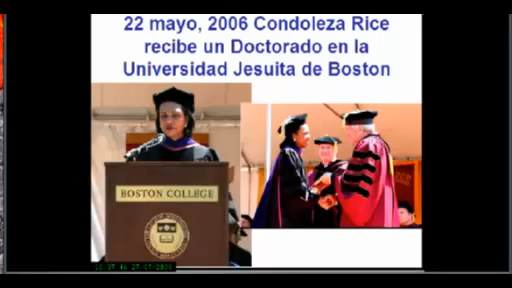 22 mayo, 2006 Condoleza Rice
recibe un Doctorado en la
Universidad Jesuita de Boston
BOSTON COLLEGE